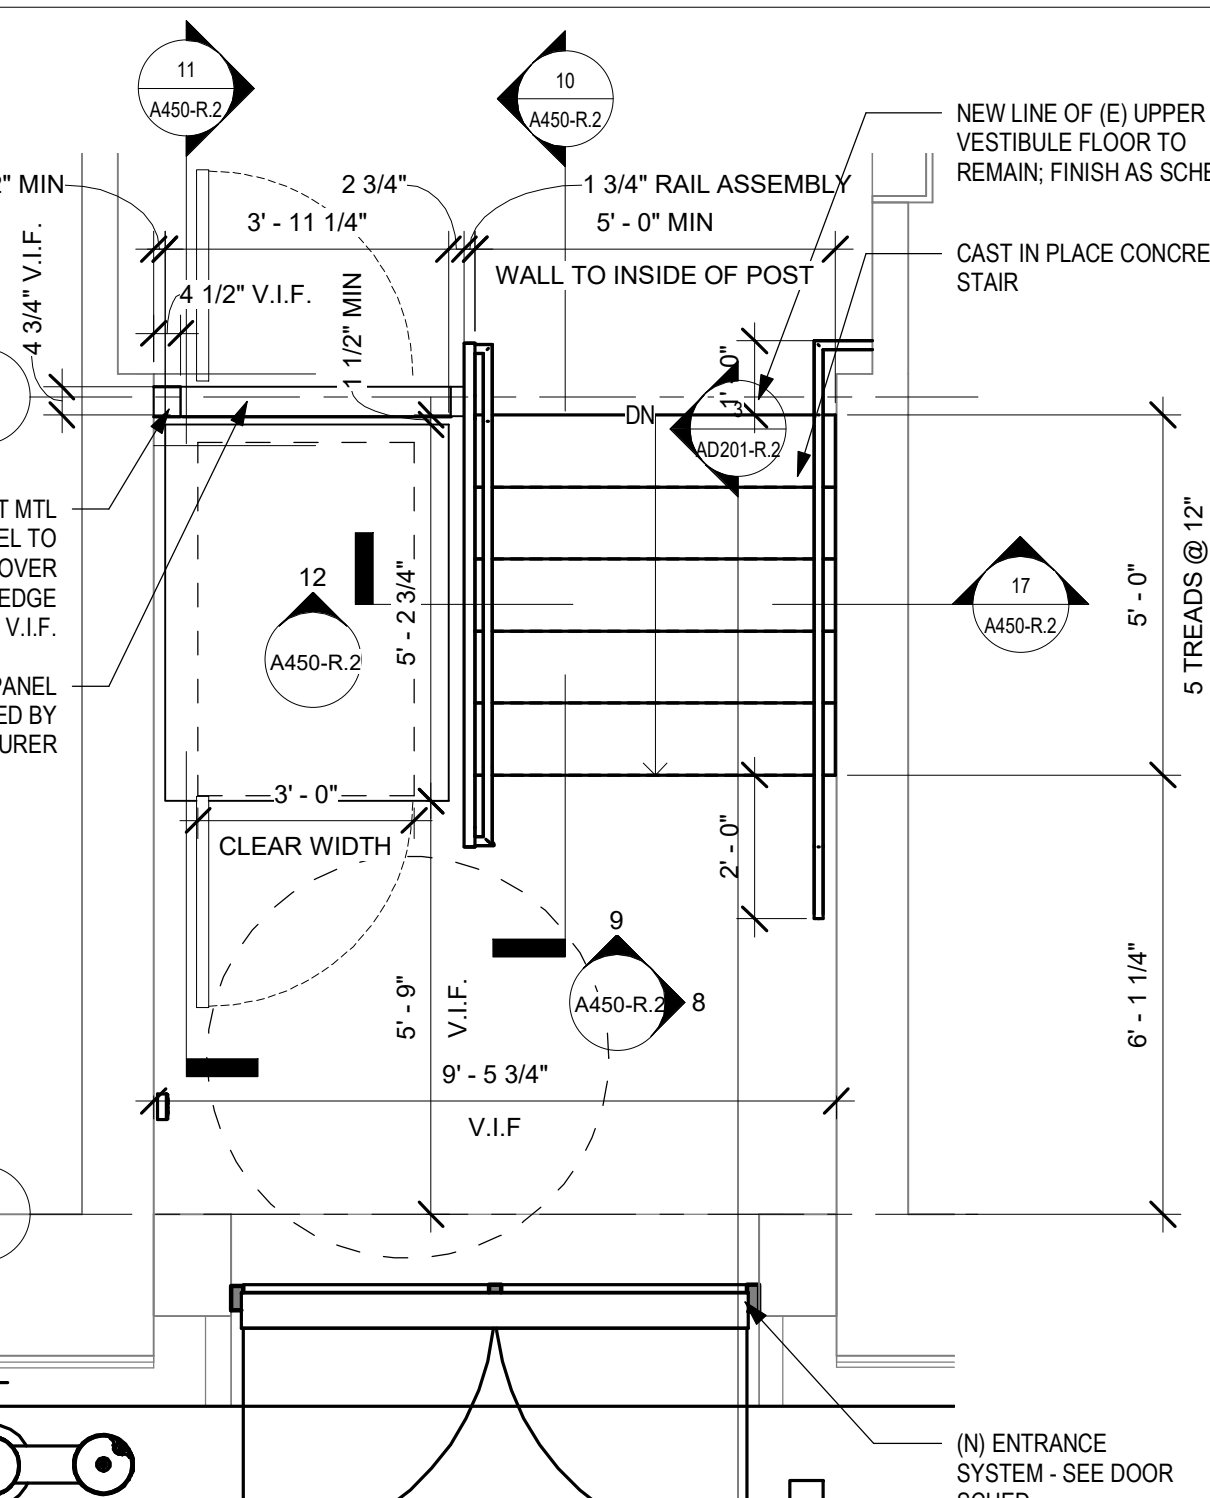 11
A450-R.2
10
A450-R.2
NEW LINE OF (E) UPPER
VESTIBULE FLOOR TO
REMAIN; FINISH AS SCHE
2" MIN
2 3/4"
1 3/4" RAIL ASSEMBLY
3' - 11 1/4"
5' - 0" MIN
4 3/4" V.I.F.
4 1/2" V.I.F.
1 1/2" MIN
WALL TO INSIDE OF POST
CAST IN PLACE CONCRE
STAIR
1' - 0"
DN
3
AD201-R.2
T MTL
EL TO
OVER
EDGE
V.I.F.
12
A450-R.2
5' - 2 3/4"
17
A450-R.2
5' - 0"
5 TREADS @ 12"
PANEL
ED BY
URER
3' - 0"
CLEAR WIDTH
2' - 0"
9
A450-R.2
8
5' - 9"
V.I.F.
6' - 1 1/4"
9' - 5 3/4"
V.I.F
(N) ENTRANCE
SYSTEM - SEE DOOR
SCHED